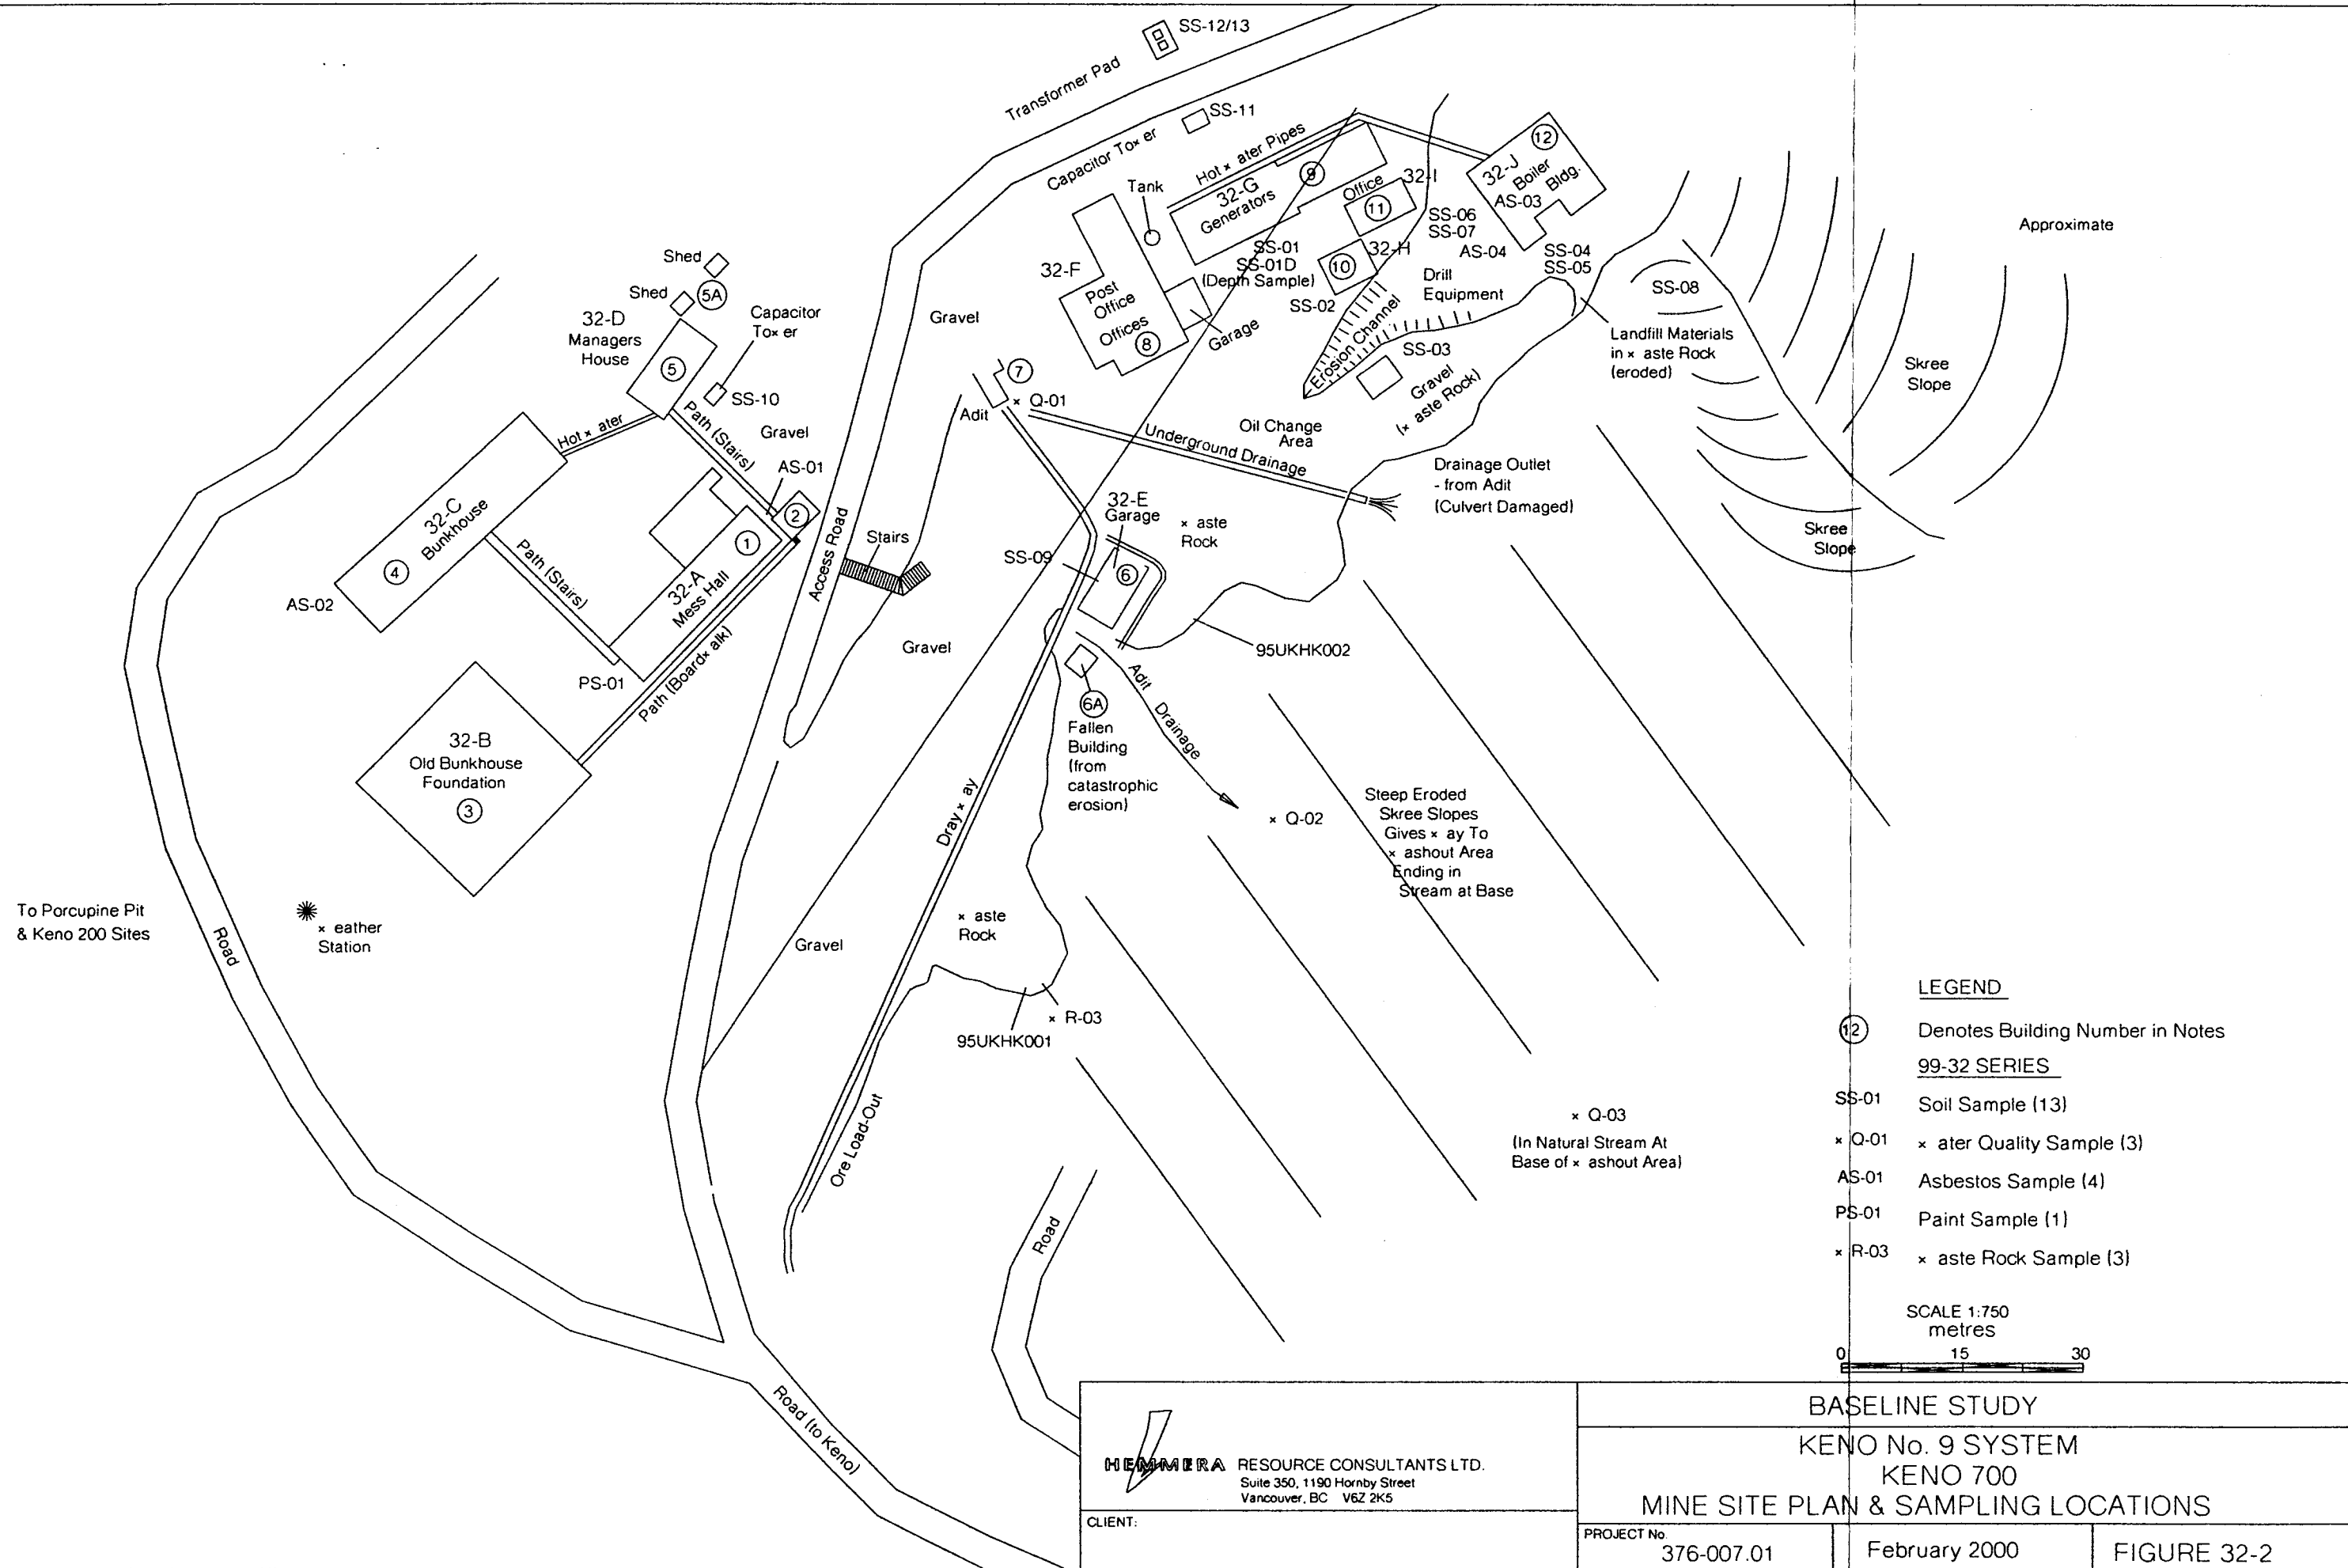 SS-12/13
Transformer Pad
SS-11
Capacitor To× er
Hot × ater Pipes
Tank
32-G
Generators
9
Office
32-I
11
12
32-J
Boiler
Bldg.
AS-03
SS-06
SS-07
AS-04
SS-04
SS-05
32-H
10
SS-01
SS-01D
(Depth Sample)
SS-02
Drill
Equipment
Erosion Channel
SS-03
Gravel
(× aste Rock)
32-F
Post
Office
Offices
8
Garage
Approximate
SS-08
Landfill Materials
in × aste Rock
(eroded)
Skree
Slope
Skree
Slope
Shed
Shed
5A
32-D
Managers
House
5
Capacitor
To× er
SS-10
Hot × ater
Path (Stairs)
Gravel
AS-01
2
1
32-A
Mess Hall
32-C
Bunkhouse
4
AS-02
Path (Stairs)
PS-01
Path (Board× alk)
32-B
Old Bunkhouse
Foundation
3
Gravel
7
Adit
× Q-01
Underground Drainage
Oil Change
Area
Drainage Outlet
- from Adit
(Culvert Damaged)
Access Road
Stairs
32-E
Garage
SS-09
6
× aste
Rock
Gravel
95UKHK002
6A
Fallen
Building
(from
catastrophic
erosion)
Adit Drainage
× Q-02
Steep Eroded
Skree Slopes
Gives × ay To
× ashout Area
Ending in
Stream at Base
Dray × ay
× aste
Rock
Gravel
× R-03
95UKHK001
Ore Load-Out
To Porcupine Pit
& Keno 200 Sites
Road
× eather
Station
× Q-03
(In Natural Stream At
Base of × ashout Area)
Road
Road (to Keno)
LEGEND
12 Denotes Building Number in Notes
99-32 SERIES
SS-01 Soil Sample (13)
× Q-01 × ater Quality Sample (3)
AS-01 Asbestos Sample (4)
PS-01 Paint Sample (1)
× R-03 × aste Rock Sample (3)
SCALE 1:750
metres
0 15 30
HEMMERA RESOURCE CONSULTANTS LTD.
Suite 350, 1190 Hornby Street
Vancouver, BC V6Z 2K5
CLIENT:
BASELINE STUDY
KENO No. 9 SYSTEM
KENO 700
MINE SITE PLAN & SAMPLING LOCATIONS
PROJECT No.
376-007.01
February 2000
FIGURE 32-2